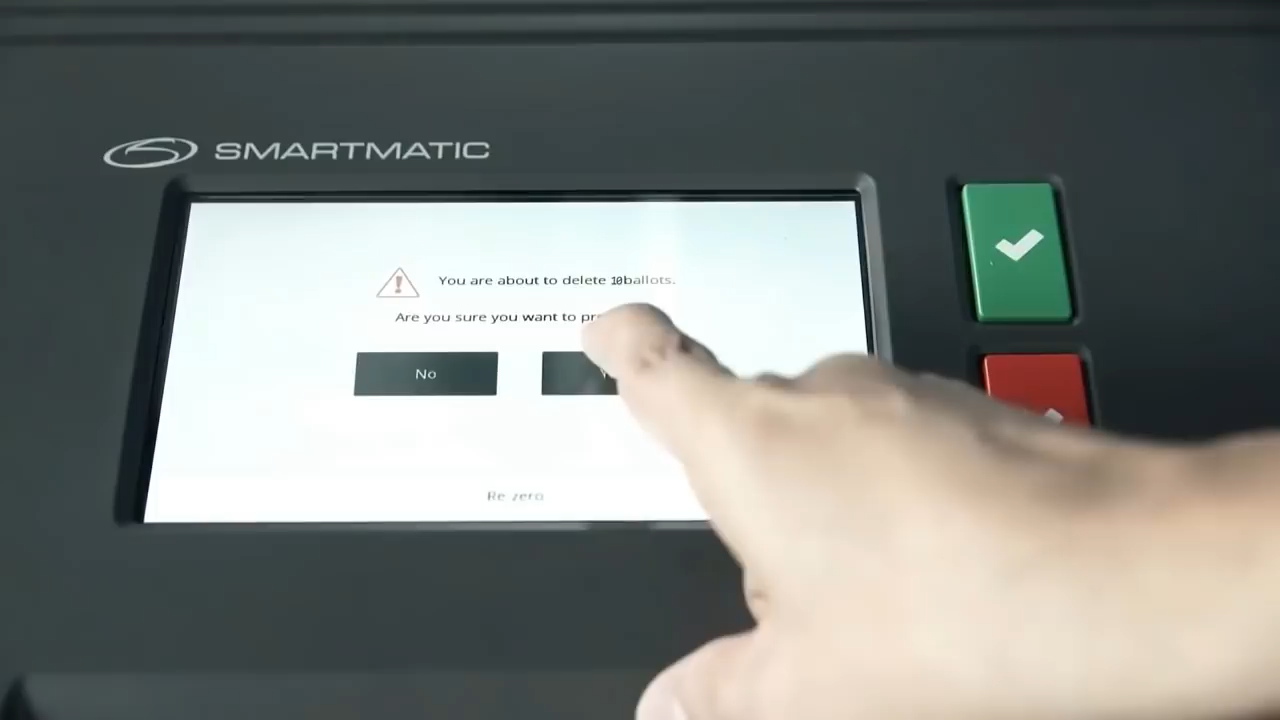 SMARTMATIC
You are about to delete 10ballots.
Are you sure you want to
No
Re zero